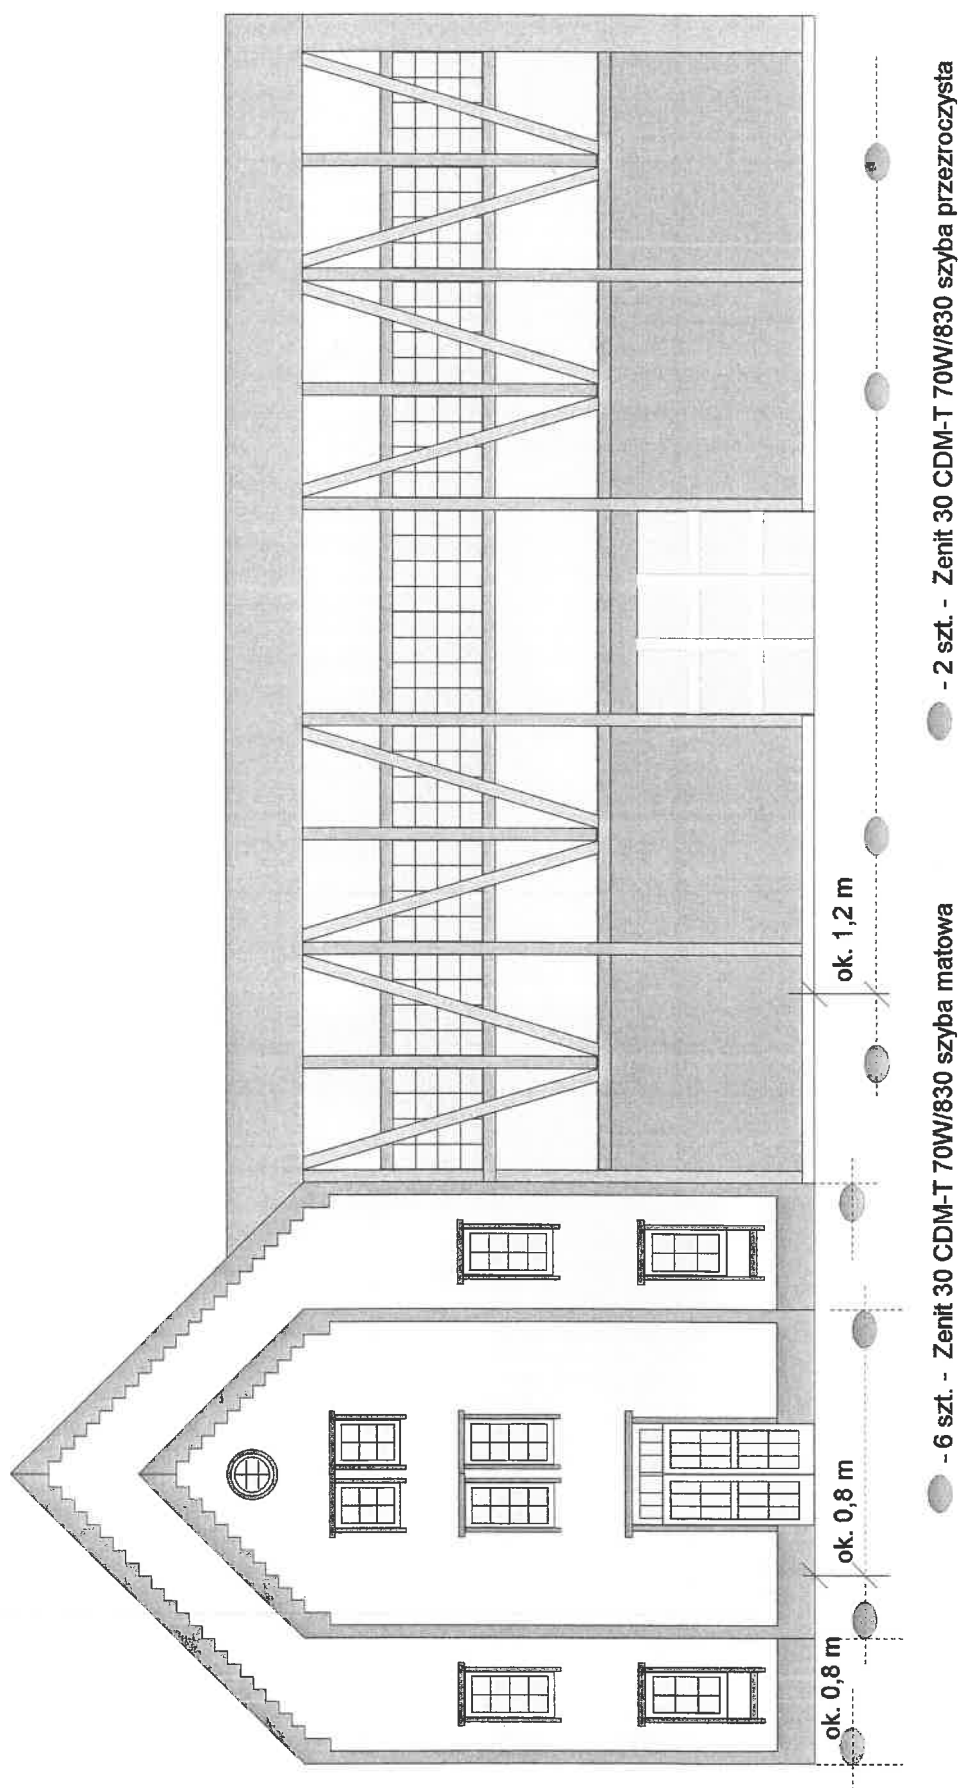 ok. 0,8 m
ok. 0,8 m
ok. 1,2 m
- 6 szt. - Zenit 30 CDM-T 70W/830 szyba matowa
- 2 szt. - Zenit 30 CDM-T 70W/830 szyba przezroczysta